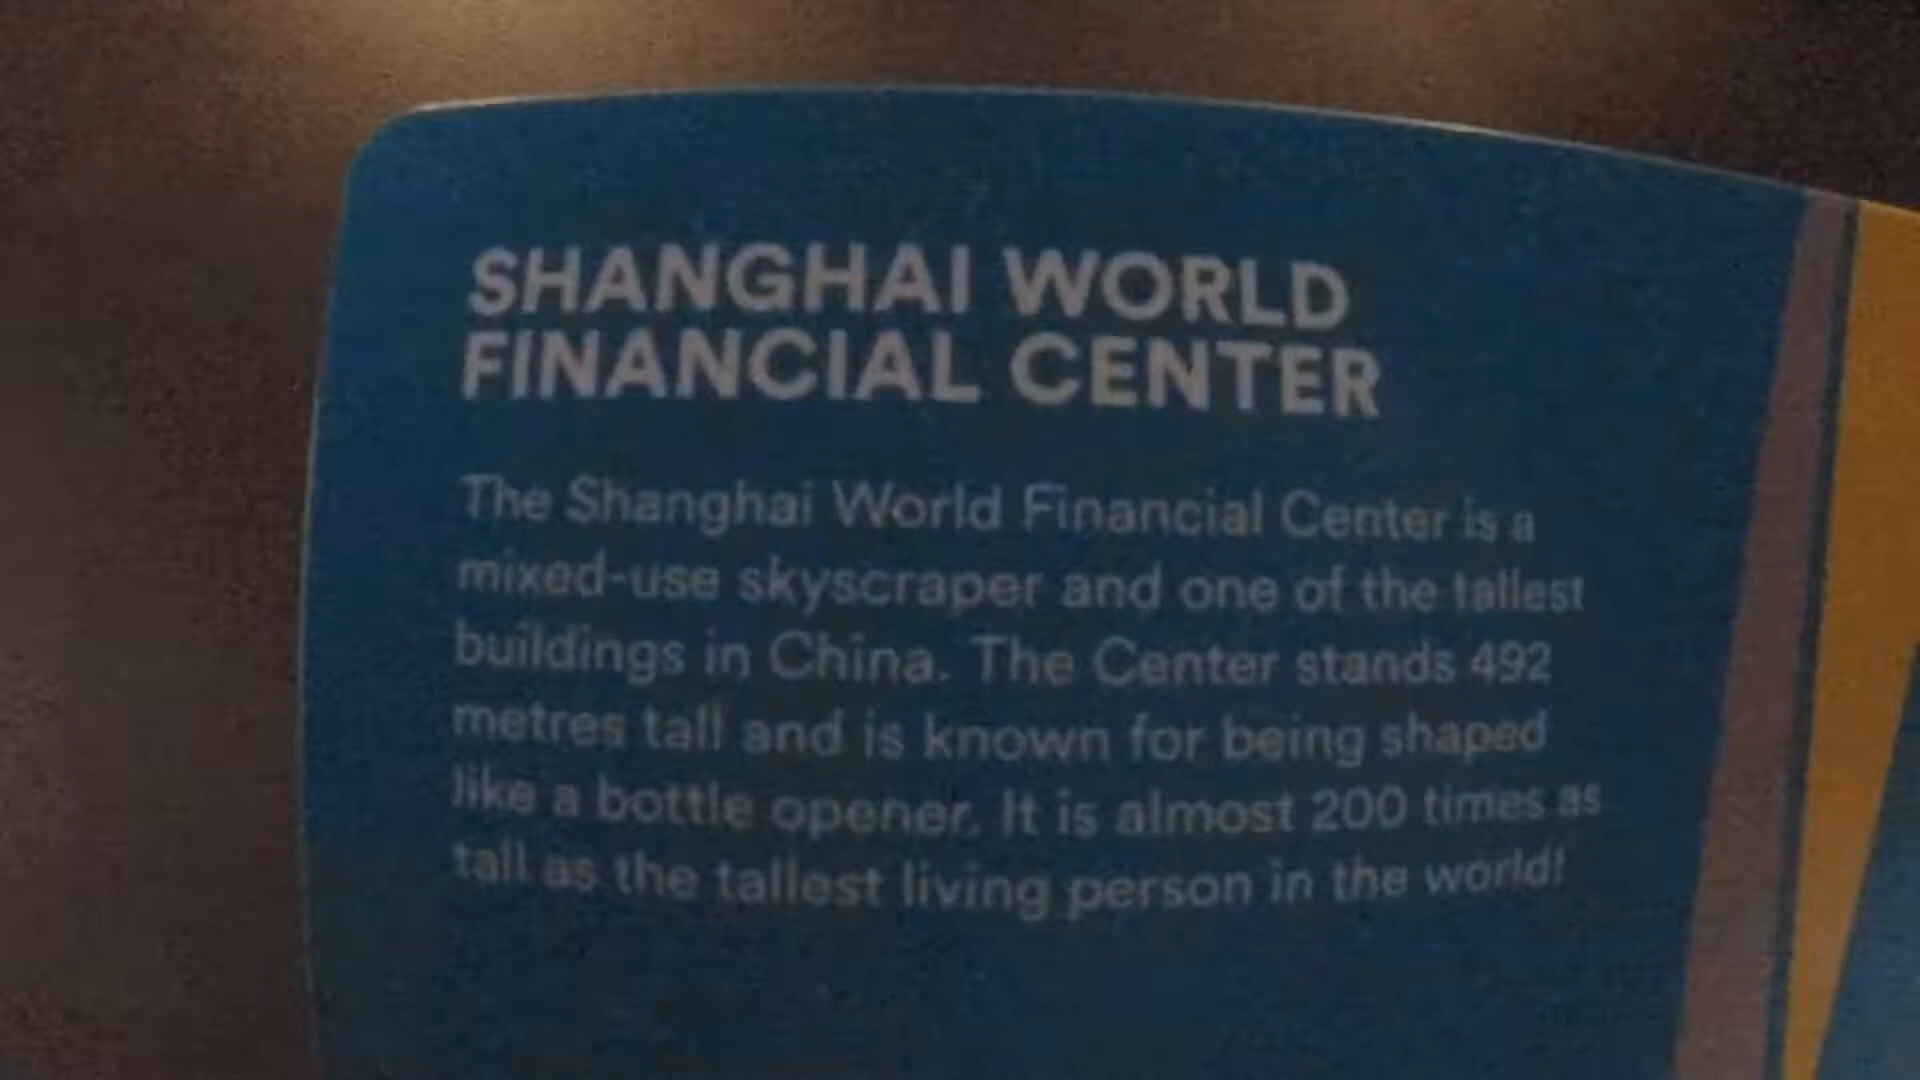 SHANGHAI WORLD
FINANCIAL CENTER
The Shanghai World Financial Center is a
mixed-use skyscraper and one of the tallest
buildings in China. The Center stands 492
metres tall and is known for being shaped
like a bottle opener. It is almost 200 times as
tall as the tallest living person in the world!